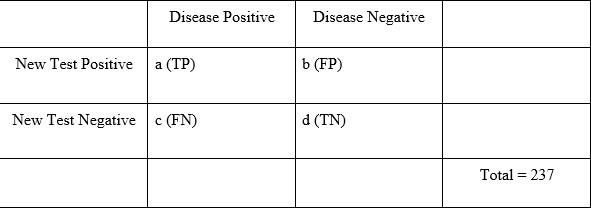 Disease Positive Disease Negative
New Test Positive a (TP) b (FP)
New Test Negative c (FN) d (TN)
Total = 237